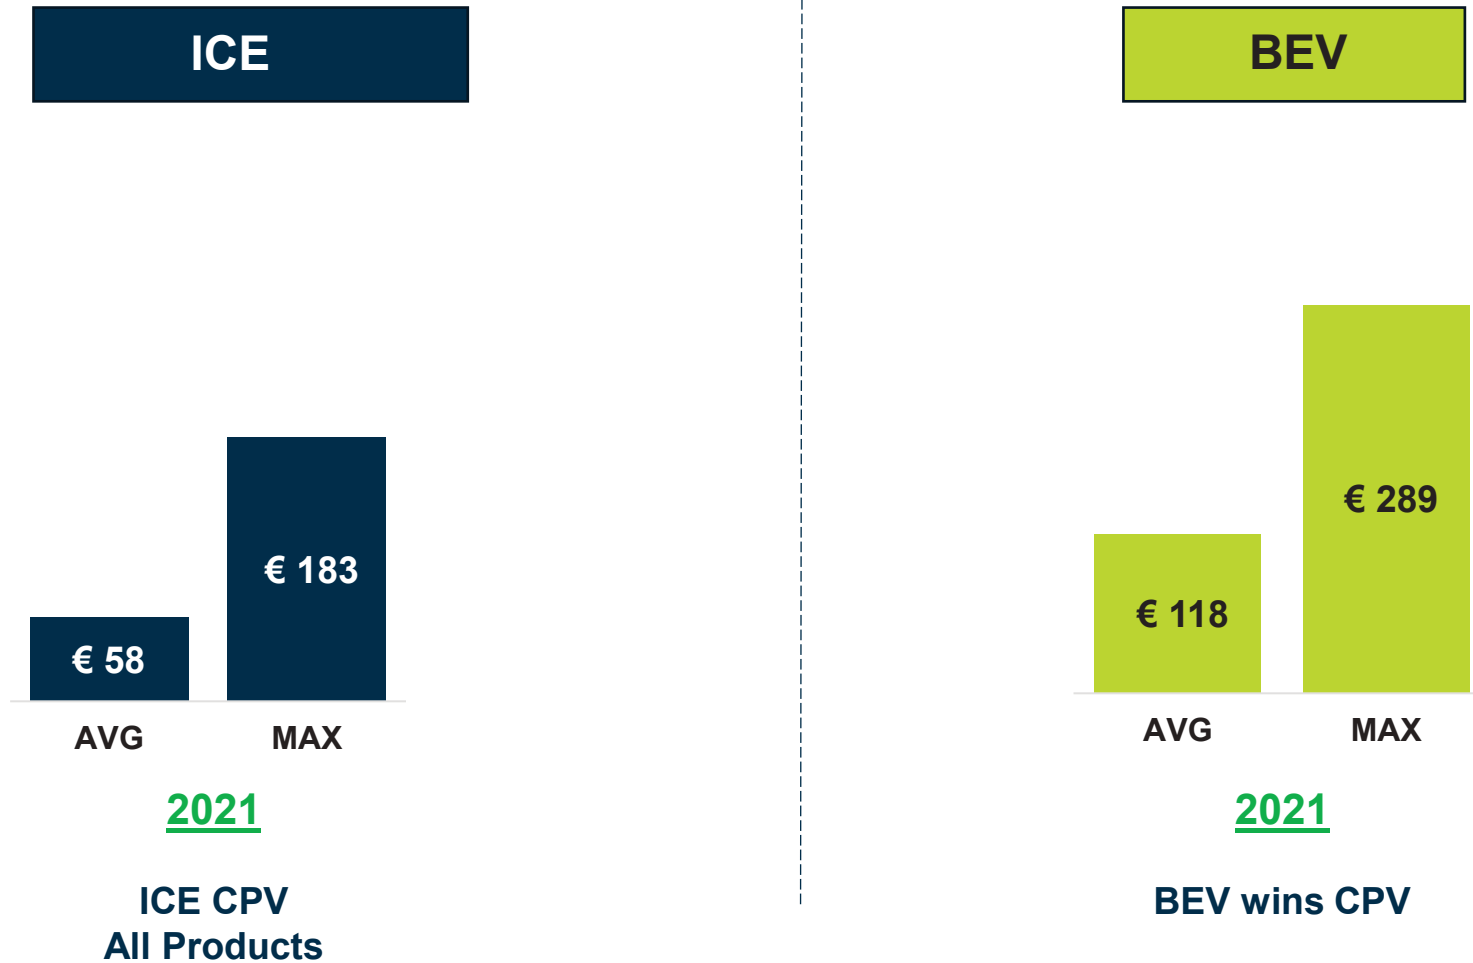 ICE
€ 183
€ 58
AVG
MAX
2021
ICE CPV
All Products
BEV
€ 289
€ 118
AVG
MAX
2021
BEV wins CPV